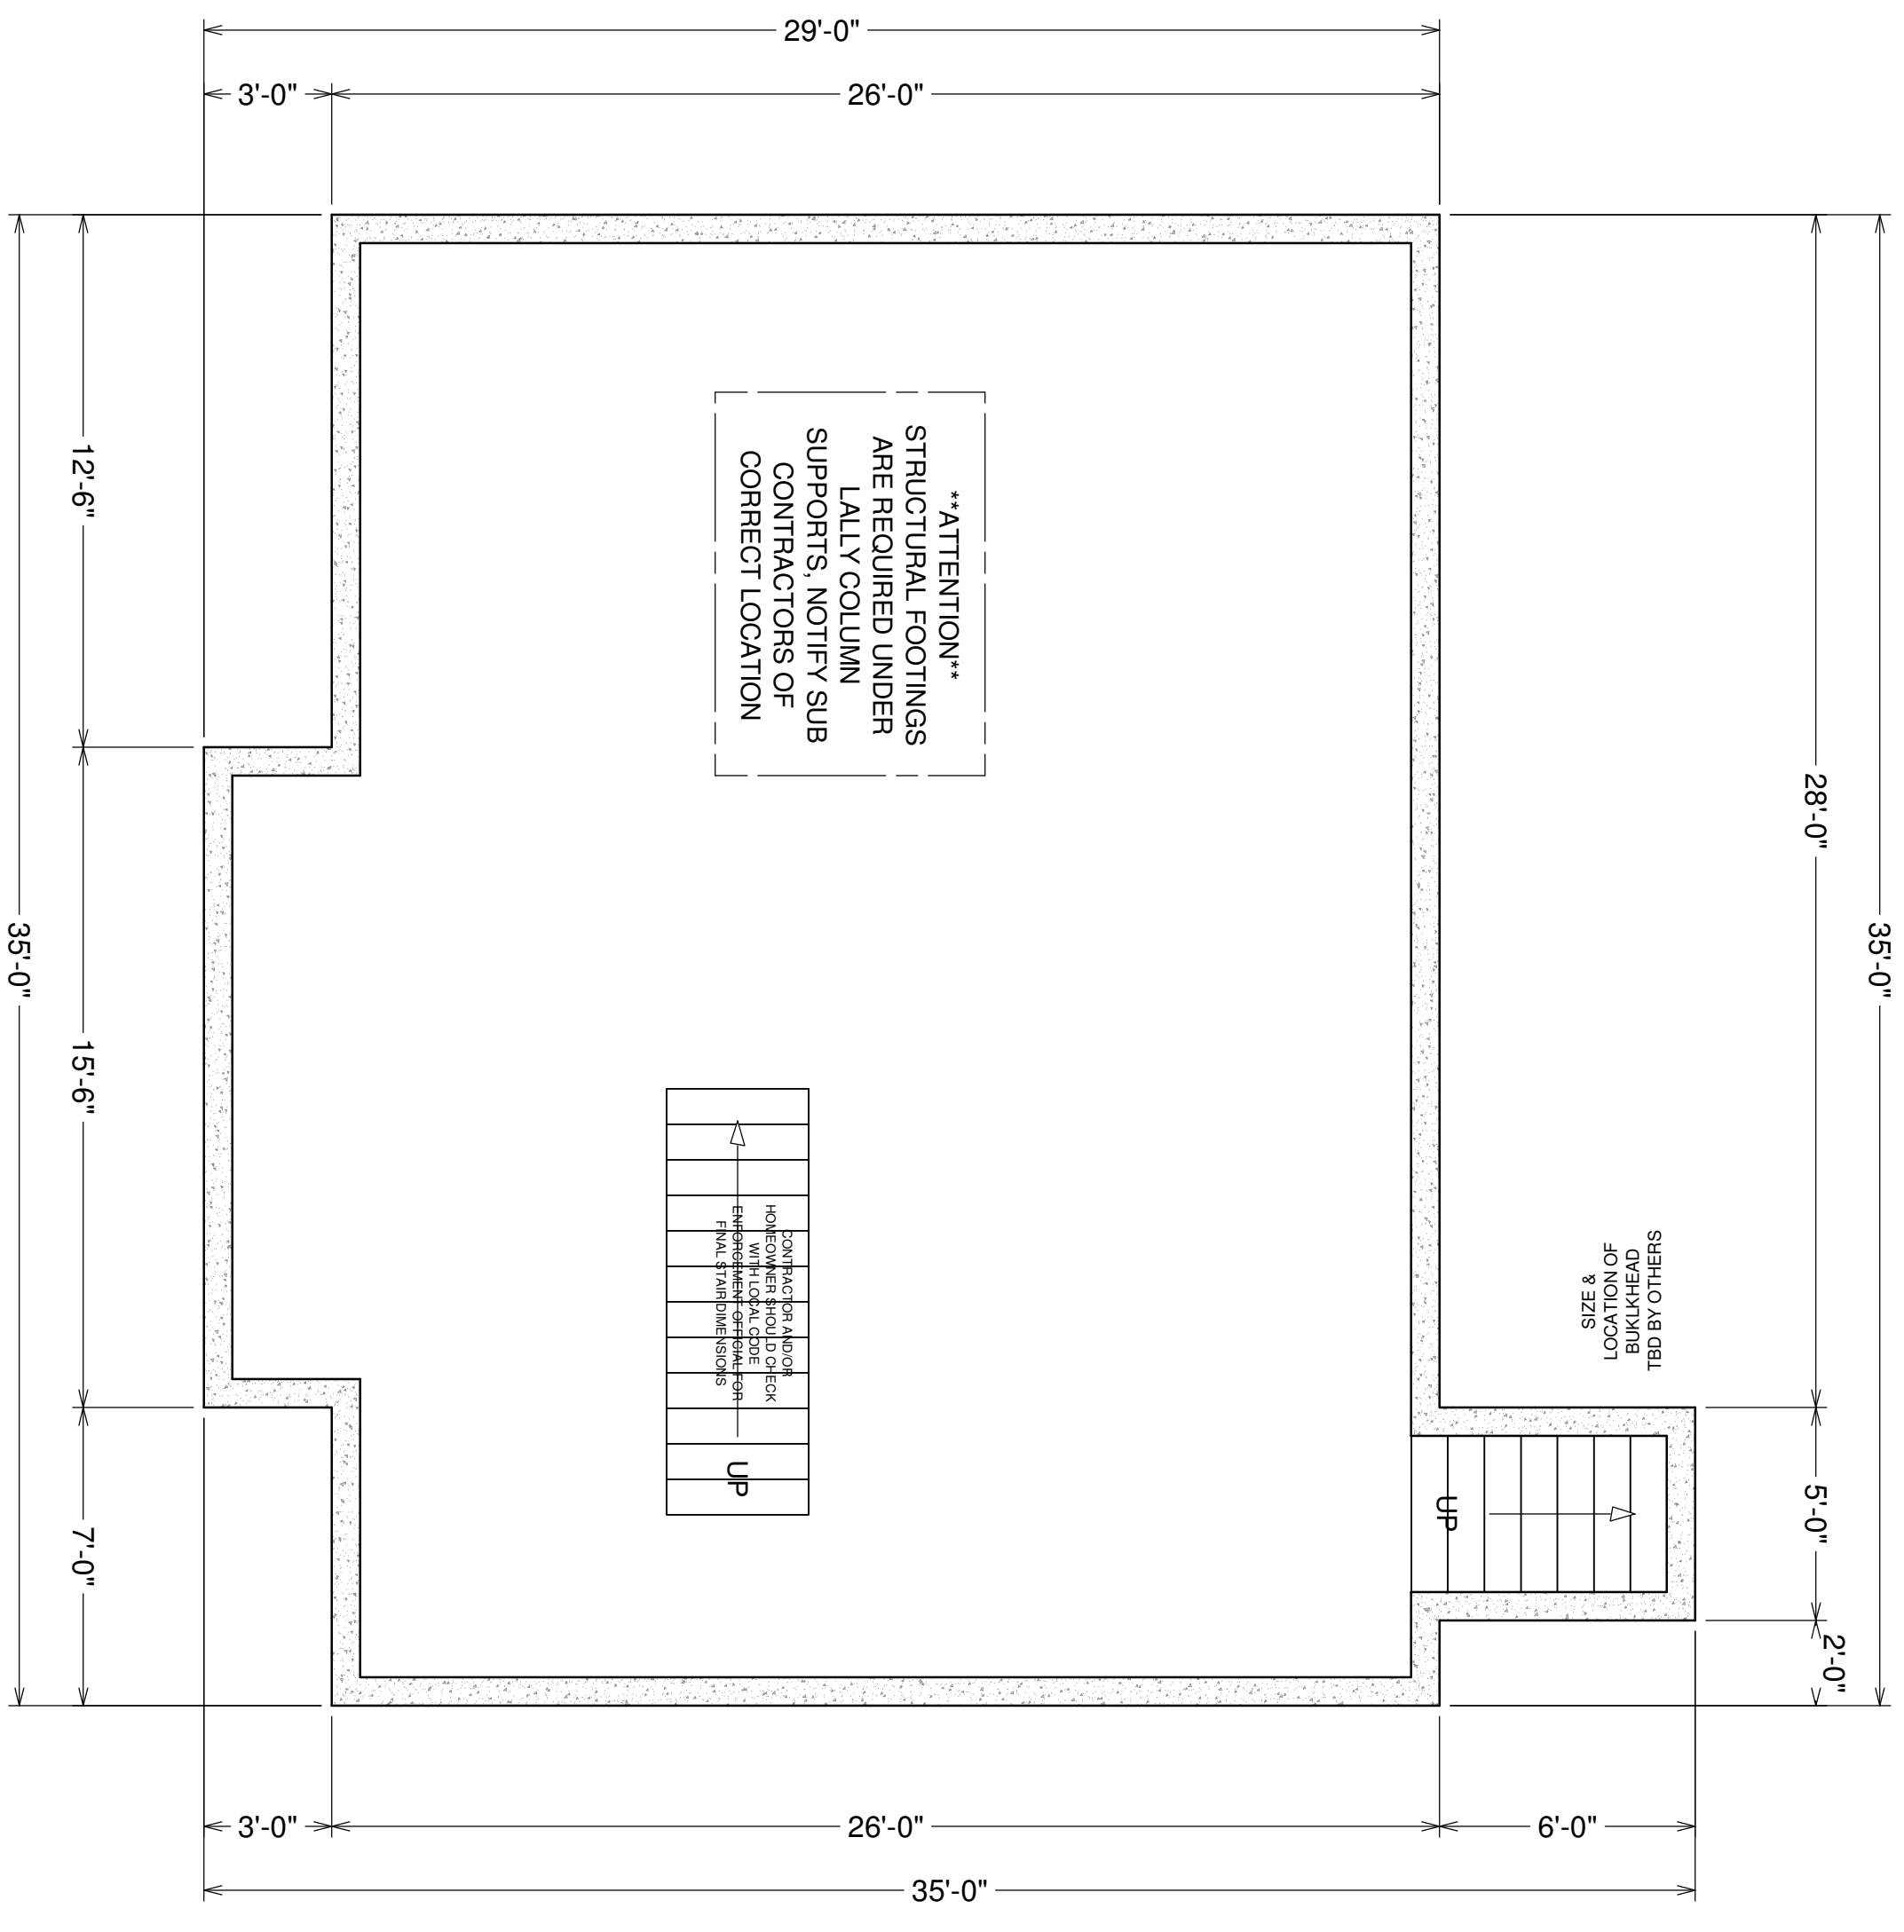 29'-0"
3'-0"
26'-0"
12'-6"
15'-6"
7'-0"
35'-0"
**ATTENTION**
STRUCTURAL FOOTINGS
ARE REQUIRED UNDER
LALLY COLUMN
SUPPORTS, NOTIFY SUB
CONTRACTORS OF
CORRECT LOCATION
28'-0"
35'-0"
CONTRACTOR AND/OR
HOMEOWNER SHOULD CHECK
WITH LOCAL CODE
ENFORCEMENT OFFICIAL FOR
FINAL STAIR DIMENSIONS
UP
SIZE &
LOCATION OF
BUKLKHEAD
TBD BY OTHERS
UP
5'-0"
2'-0"
3'-0"
26'-0"
6'-0"
35'-0"